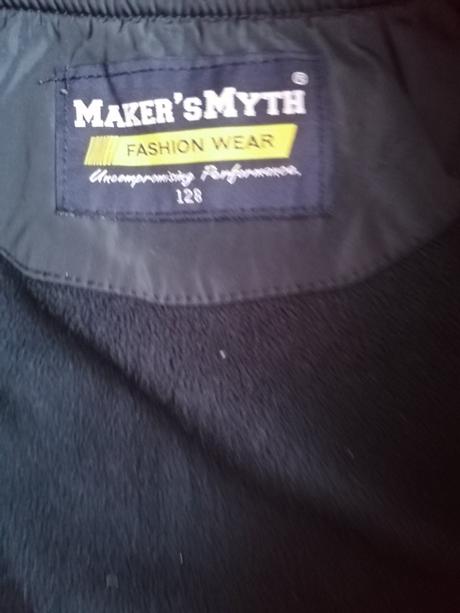 ®
MAKER'SMYTH
FASHION WEAR
Uncompromising Performance.
128